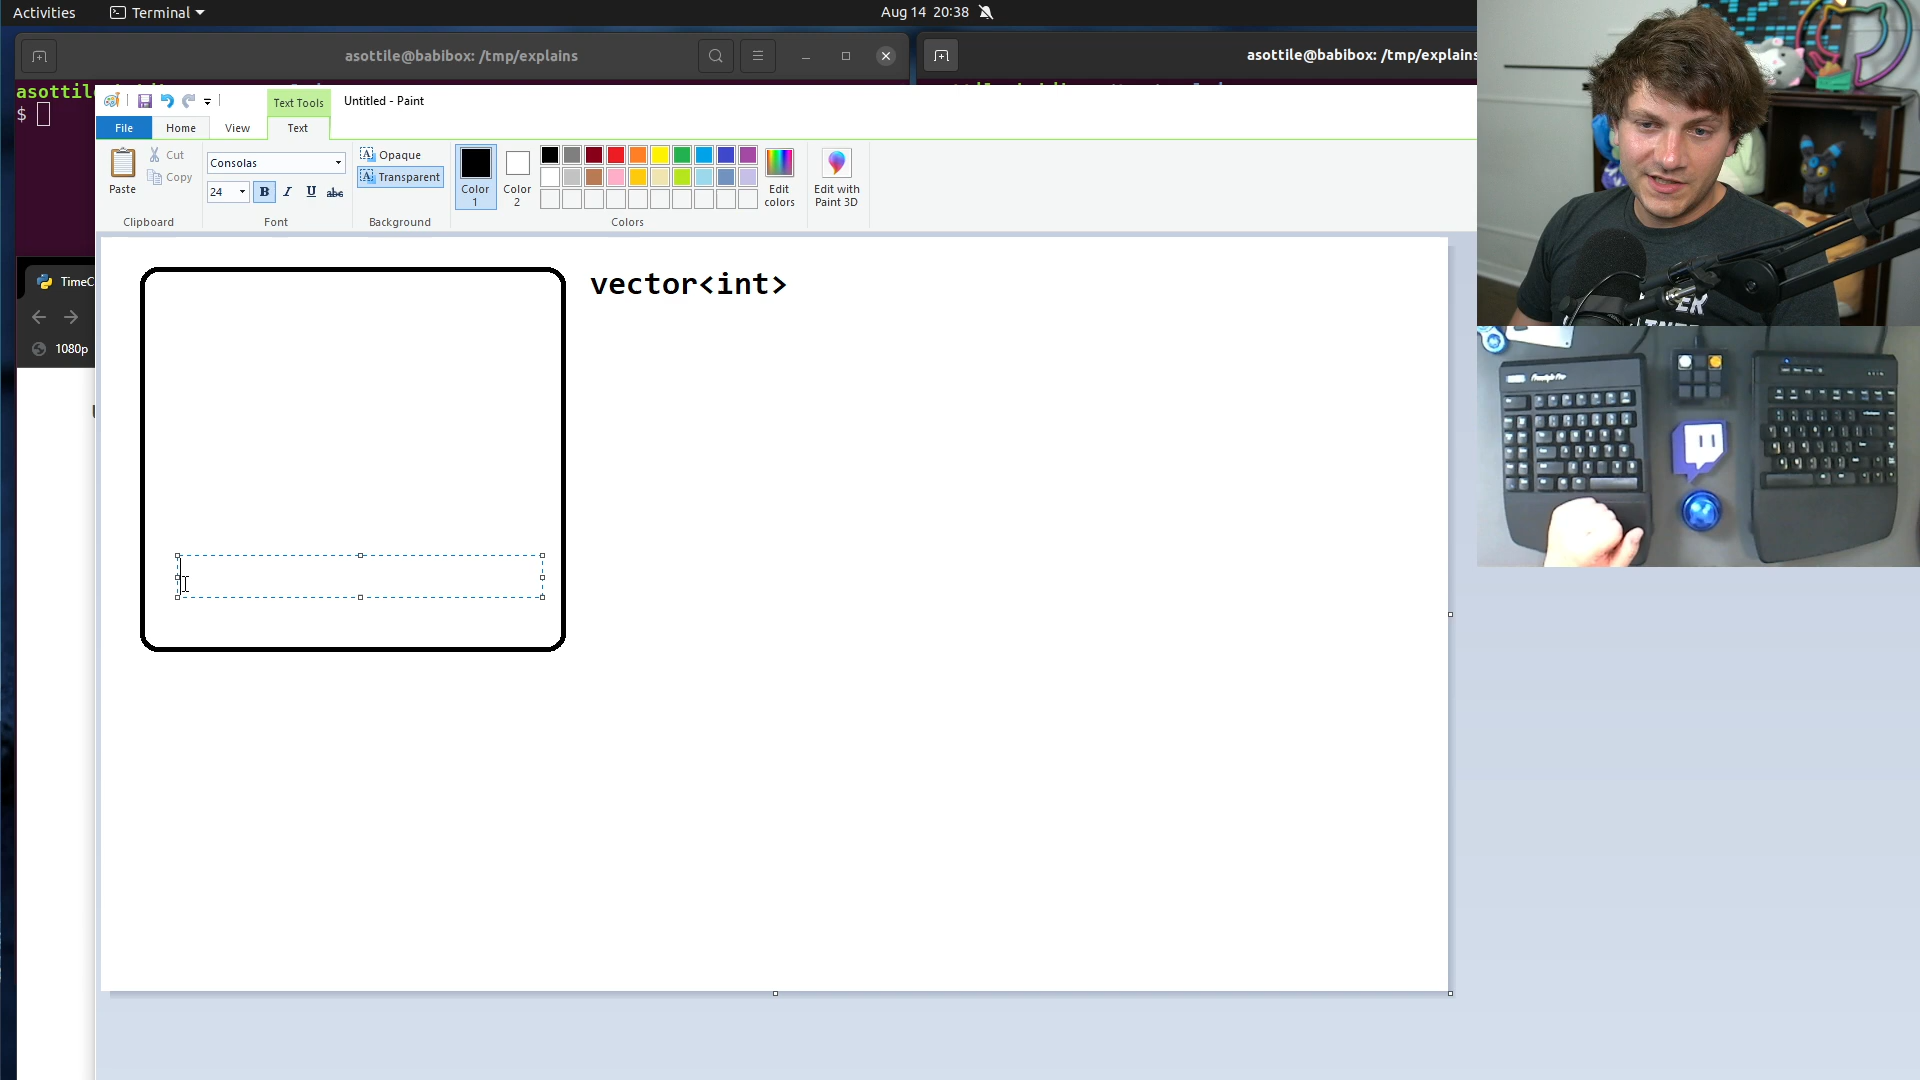 Activities
Terminal
Aug 14 20:38
asottile@babibox: /tmp/explains
asottile@babibox: /tmp/explains
$
Text Tools
Untitled - Paint
File
Home
View
Text
Paste
Cut
Copy
Clipboard
Consolas
24
B
I
U
abc
Font
Opaque
Transparent
Background
Color
1
Color
2
Edit
colors
Colors
Edit with
Paint 3D
TimeC
1080p
vector<int>